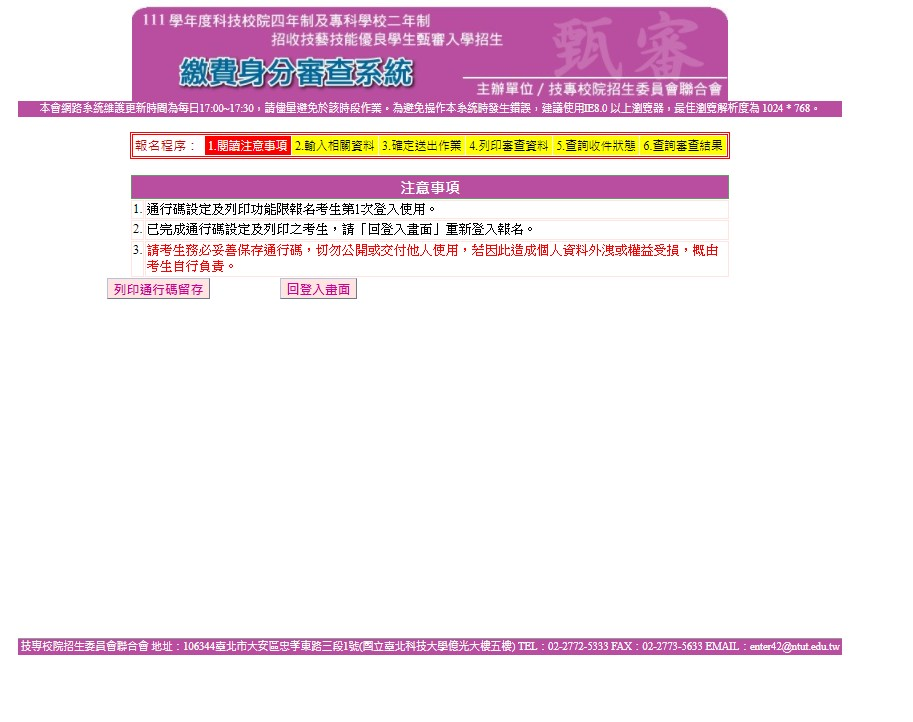 111 學年度科技校院四年制及專科學校二年制
招收技藝技能優良學生甄審入學招生
甄審
繳費身分審查系統
主辦單位 / 技專校院招生委員會聯合會
本會網路系統維護更新時間為每日17:00~17:30，請儘量避免於該時段作業。為避免操作本系統時發生錯誤，建議使用IE8.0 以上瀏覽器，最佳瀏覽解析度為 1024 * 768。
報名程序： 1.閱讀注意事項 2.輸入相關資料 3.確定送出作業 4.列印審查資料 5.查詢收件狀態 6.查詢審查結果
注意事項
1. 通行碼設定及列印功能限報名考生第1次登入使用。
2. 已完成通行碼設定及列印之考生，請「回登入畫面」重新登入報名。
3. 請考生務必妥善保存通行碼，切勿公開或交付他人使用，若因此造成個人資料外洩或權益受損，概由
考生自行負責。
列印通行碼留存 回登入畫面
技專校院招生委員會聯合會 地址：106344臺北市大安區忠孝東路三段1號(國立臺北科技大學億光大樓五樓) TEL：02-2772-5333 FAX：02-2773-5633 EMAIL：enter42@ntut.edu.tw